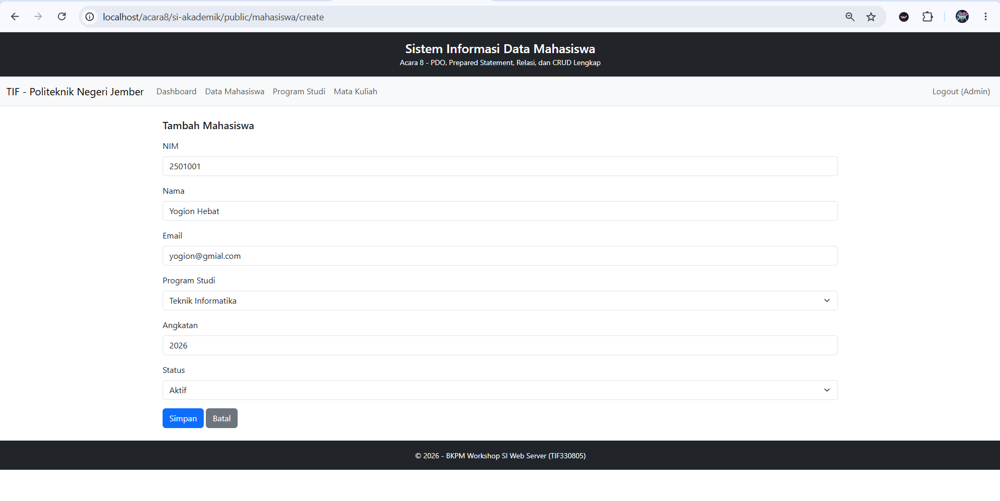 localhost/acara8/si-akademik/public/mahasiswa/create
Sistem Informasi Data Mahasiswa
Acara 8 - PDO, Prepared Statement, Relasi, dan CRUD Lengkap
TIF - Politeknik Negeri Jember Dashboard Data Mahasiswa Program Studi Mata Kuliah Logout (Admin)
Tambah Mahasiswa
NIM
2501001
Nama
Yogion Hebat
Email
yogion@gmial.com
Program Studi
Teknik Informatika
Angkatan
2026
Status
Aktif
Simpan Batal
© 2026 - BKPM Workshop SI Web Server (TIF330805)